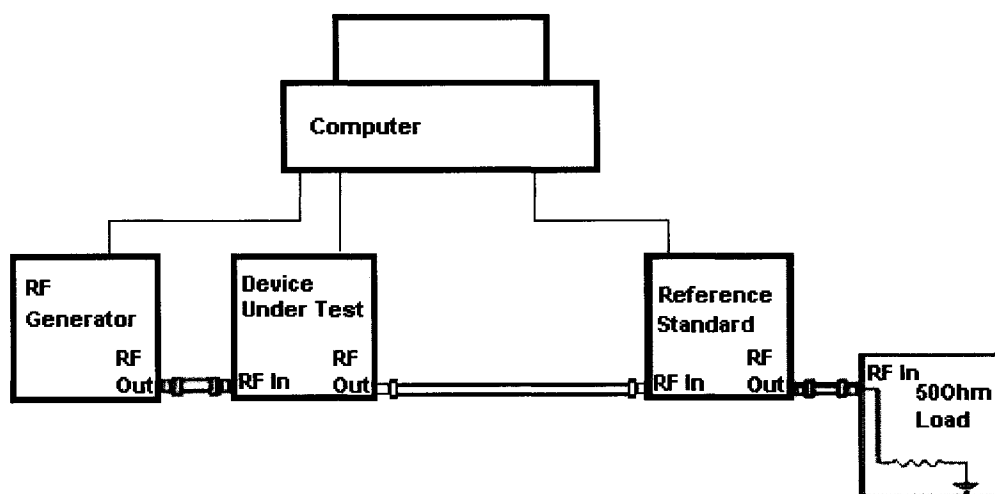 Computer
RF
Generator
RF
Out
Device
Under Test
RF In
RF
Out
Reference
Standard
RF In
RF
Out
RF In
50Ohm
Load